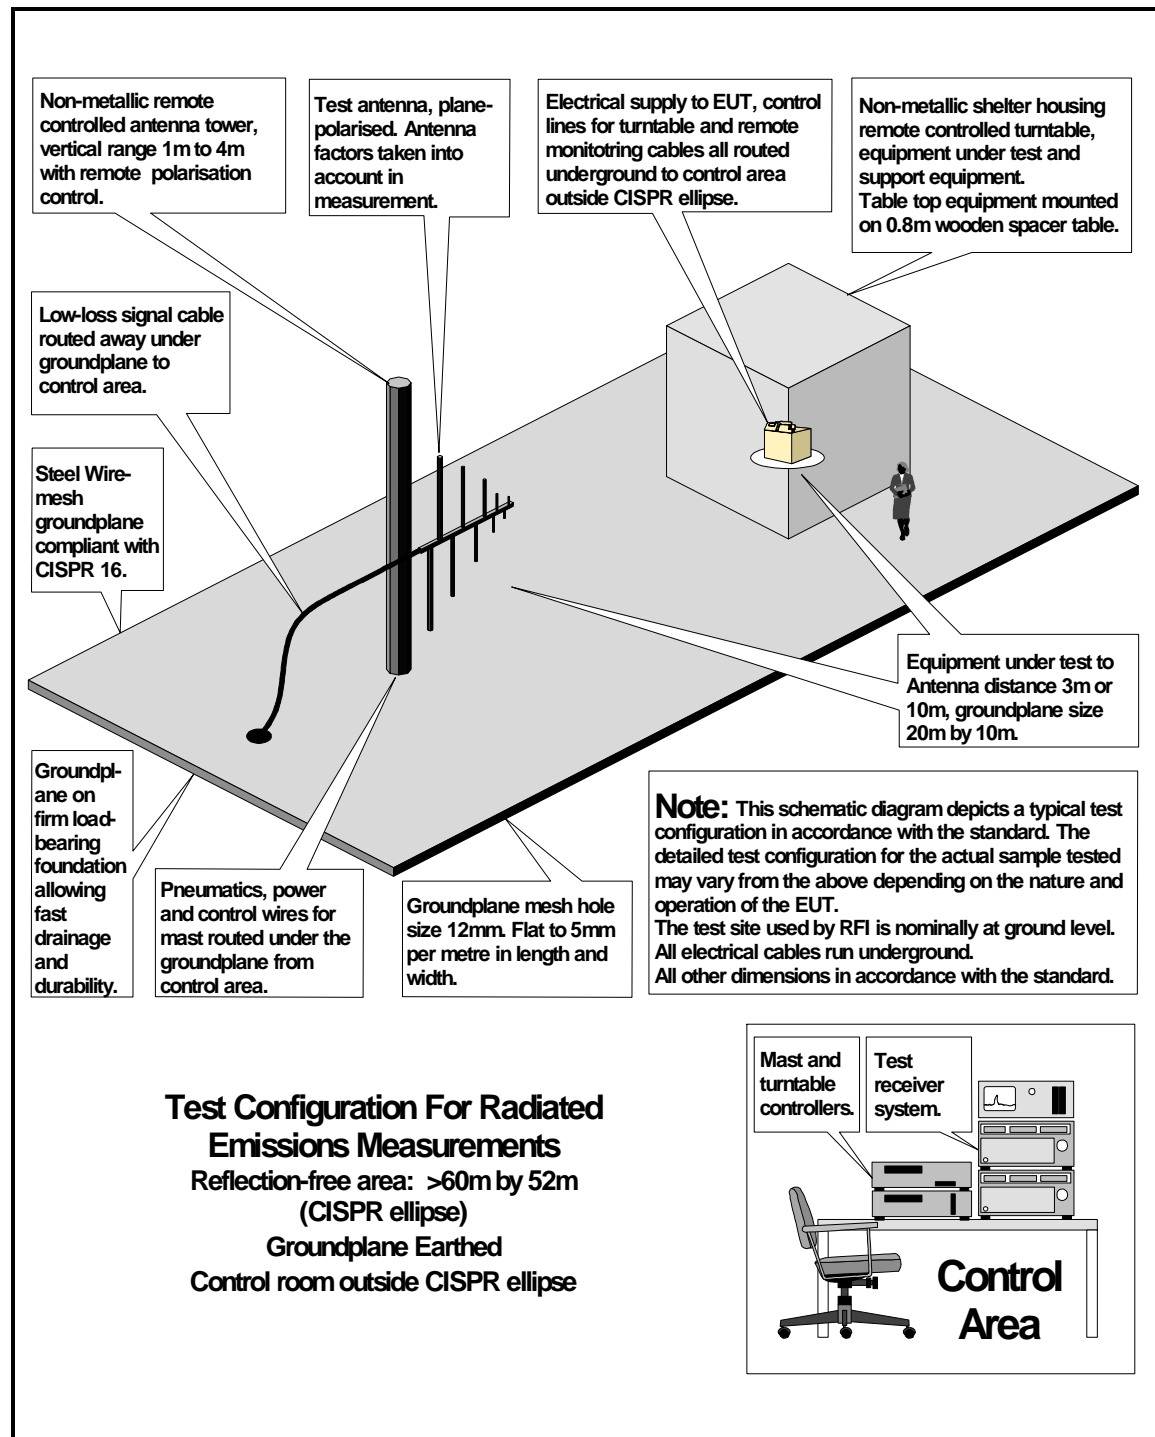 Non-metallic remote
controlled antenna tower,
vertical range 1m to 4m
with remote polarisation
control.
Test antenna, plane-
polarised. Antenna
factors taken into
account in
measurement.
Electrical supply to EUT, control
lines for turntable and remote
monitotring cables all routed
underground to control area
outside CISPR ellipse.
Non-metallic shelter housing
remote controlled turntable,
equipment under test and
support equipment.
Table top equipment mounted
on 0.8m wooden spacer table.
Low-loss signal cable
routed away under
groundplane to
control area.
Steel Wire-
mesh
groundplane
compliant with
CISPR 16.
Equipment under test to
Antenna distance 3m or
10m, groundplane size
20m by 10m.
Groundpl-
ane on
firm load-
bearing
foundation
allowing
fast
drainage
and
durability.
Pneumatics, power
and control wires for
mast routed under the
groundplane from
control area.
Groundplane mesh hole
size 12mm. Flat to 5mm
per metre in length and
width.
Note: This schematic diagram depicts a typical test
configuration in accordance with the standard. The
detailed test configuration for the actual sample tested
may vary from the above depending on the nature and
operation of the EUT.
The test site used by RFI is nominally at ground level.
All electrical cables run underground.
All other dimensions in accordance with the standard.
Test Configuration For Radiated
Emissions Measurements
Reflection-free area: >60m by 52m
(CISPR ellipse)
Groundplane Earthed
Control room outside CISPR ellipse
Mast and
turntable
controllers.
Test
receiver
system.
Control
Area